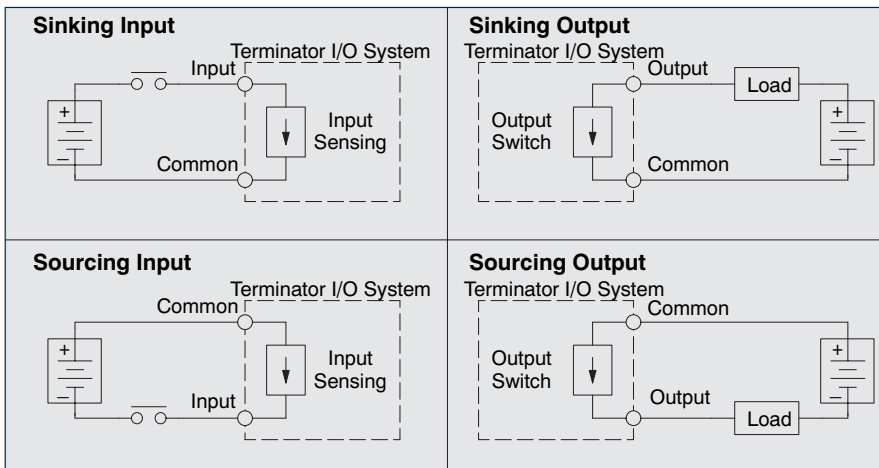 Sinking Input
Terminator I/O System
Input
+
–
Input
Sensing
Common
Sinking Output
Terminator I/O System
Output
Load
+
–
Output
Switch
Common
Sourcing Input
Terminator I/O System
Common
+
–
Input
Sensing
Input
Sourcing Output
Terminator I/O System
Common
+
–
Output
Switch
Output
Load